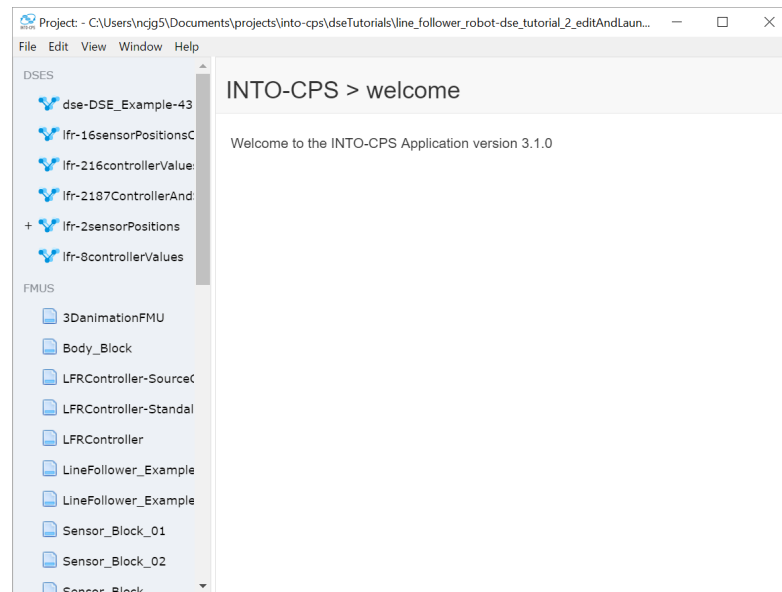 Project: - C:\Users\ncjg5\Documents\projects\into-cps\dseTutorials\line_follower_robot-dse_tutorial_2_editAndLaun...
File Edit View Window Help
DSES
dse-DSE_Example-43
lfr-16sensorPositionsC
lfr-216controllerValue
lfr-2187ControllerAnd
+ lfr-2sensorPositions
lfr-8controllerValues
FMUS
3DanimationFMU
Body_Block
LFRController-SourceC
LFRController-Standal
LFRController
LineFollower_Example
LineFollower_Example
Sensor_Block_01
Sensor_Block_02
Sensor_Block
INTO-CPS > welcome
Welcome to the INTO-CPS Application version 3.1.0